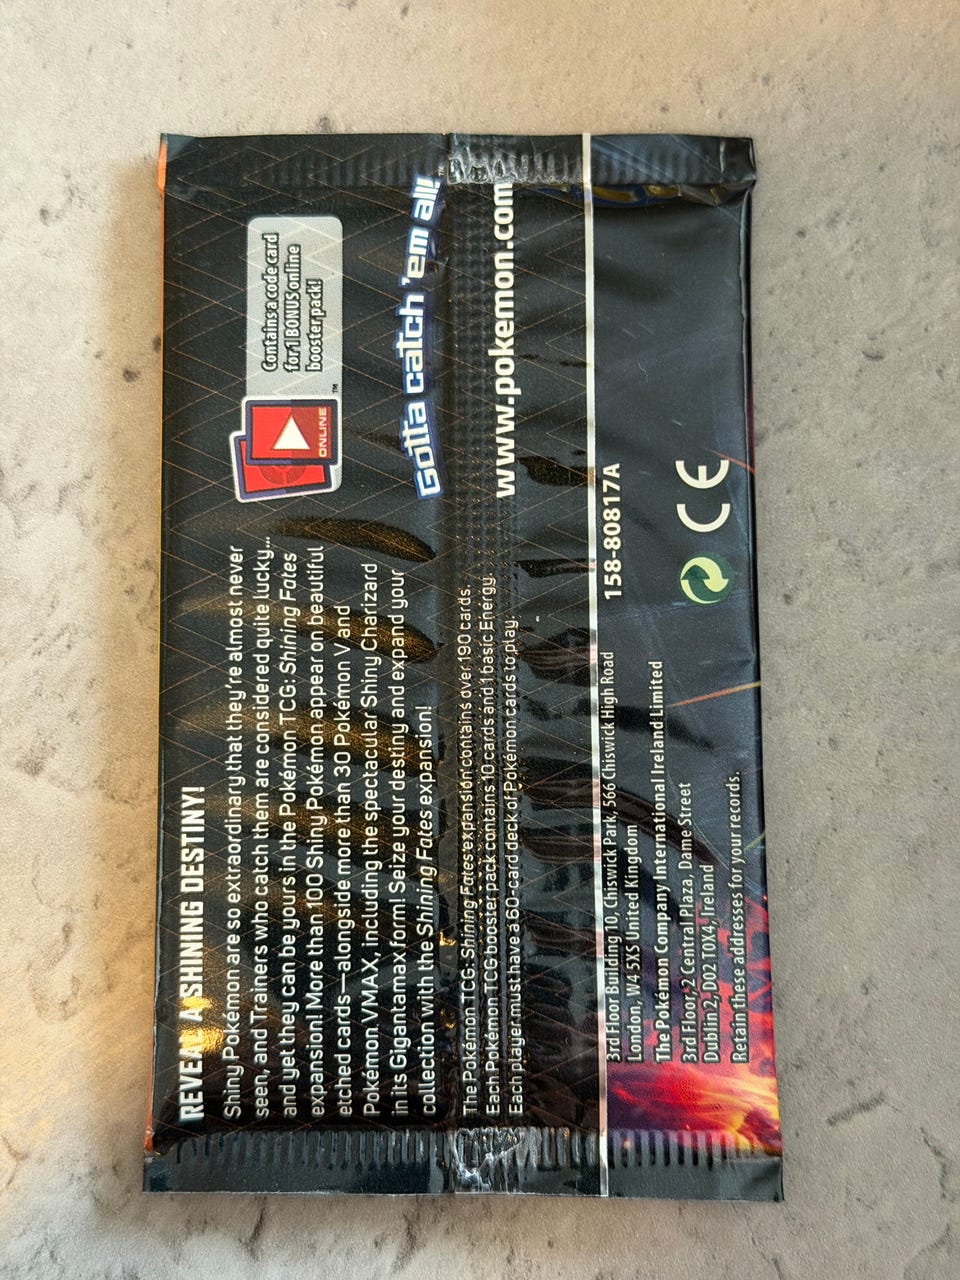 REVEAL A SHINING DESTINY!
Shiny Pokémon are so extraordinary that they're almost never
seen, and Trainers who catch them are considered quite lucky...
and yet they can be yours in the Pokémon TCG: Shining Fates
expansion! More than 100 Shiny Pokémon appear on beautiful
etched cards—alongside more than 30 Pokémon V and
Pokémon VMAX, including the spectacular Shiny Charizard
in its Gigantamax form! Seize your destiny and expand your
collection with the Shining Fates expansion!
ONLINE
TM
Contains a code card
for 1 BONUS online
booster pack!
Gotta catch 'em all!
The Pokémon TCG: Shining Fates expansion contains over 190 cards.
Each Pokémon TCG booster pack contains 10 cards and 1 basic Energy.
Each player must have a 60-card deck of Pokémon cards to play.
www.pokemon.com
3rd Floor Building 10, Chiswick Park, 566 Chiswick High Road
London, W4 5XS United Kingdom
The Pokémon Company International Ireland Limited
3rd Floor, 2 Central Plaza, Dame Street
Dublin 2, D02 T0X4, Ireland
Retain these addresses for your records.
158-80817A
CE